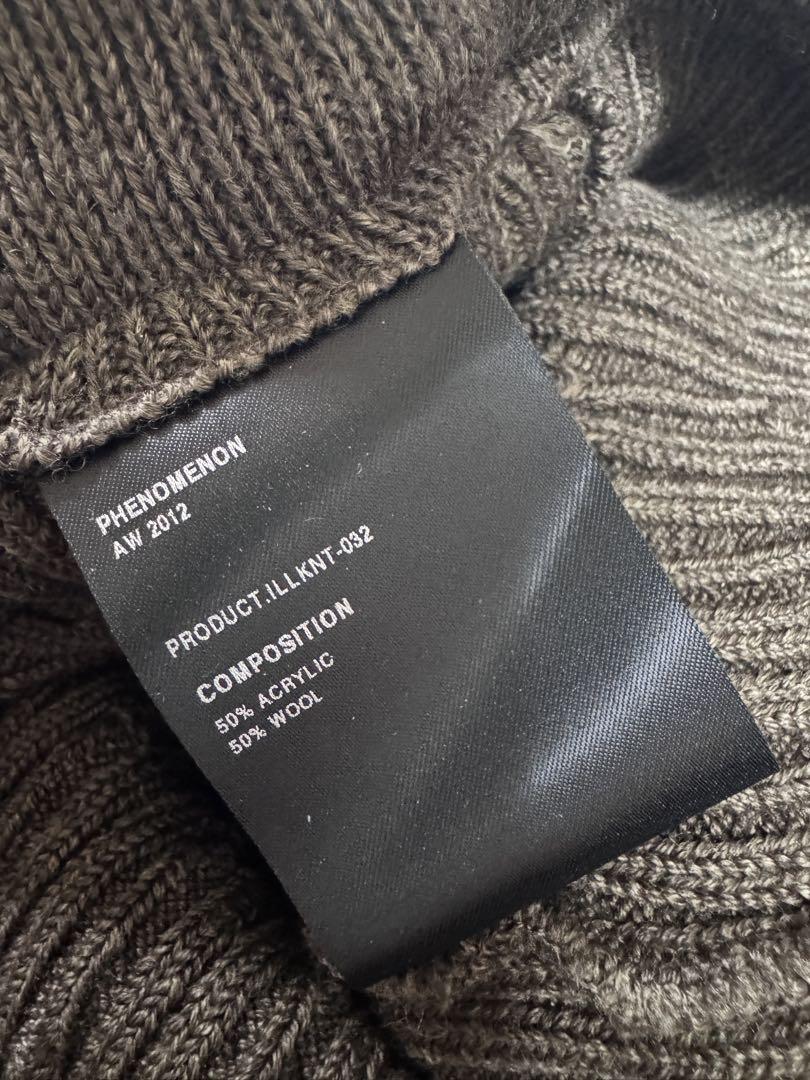 PHENOMENON
AW 2012
PRODUCT.ILLKNT-032
COMPOSITION
50% ACRYLIC
50% WOOL